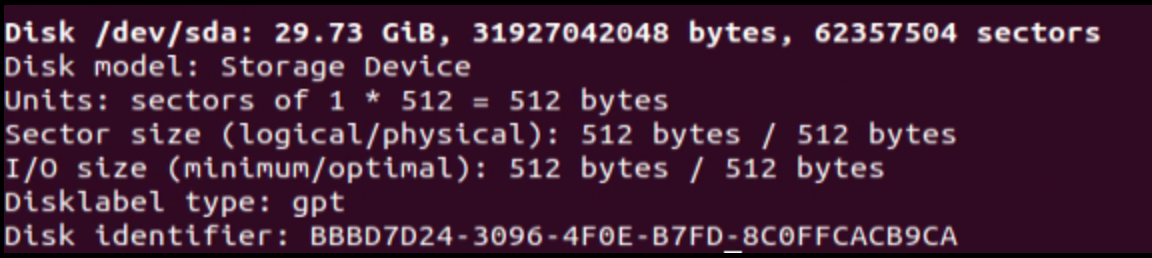 Disk /dev/sda: 29.73 GiB, 31927042048 bytes, 62357504 sectors
Disk model: Storage Device
Units: sectors of 1 * 512 = 512 bytes
Sector size (logical/physical): 512 bytes / 512 bytes
I/O size (minimum/optimal): 512 bytes / 512 bytes
Disklabel type: gpt
Disk identifier: BBBD7D24-3096-4F0E-B7FD-8C0FFCACB9CA